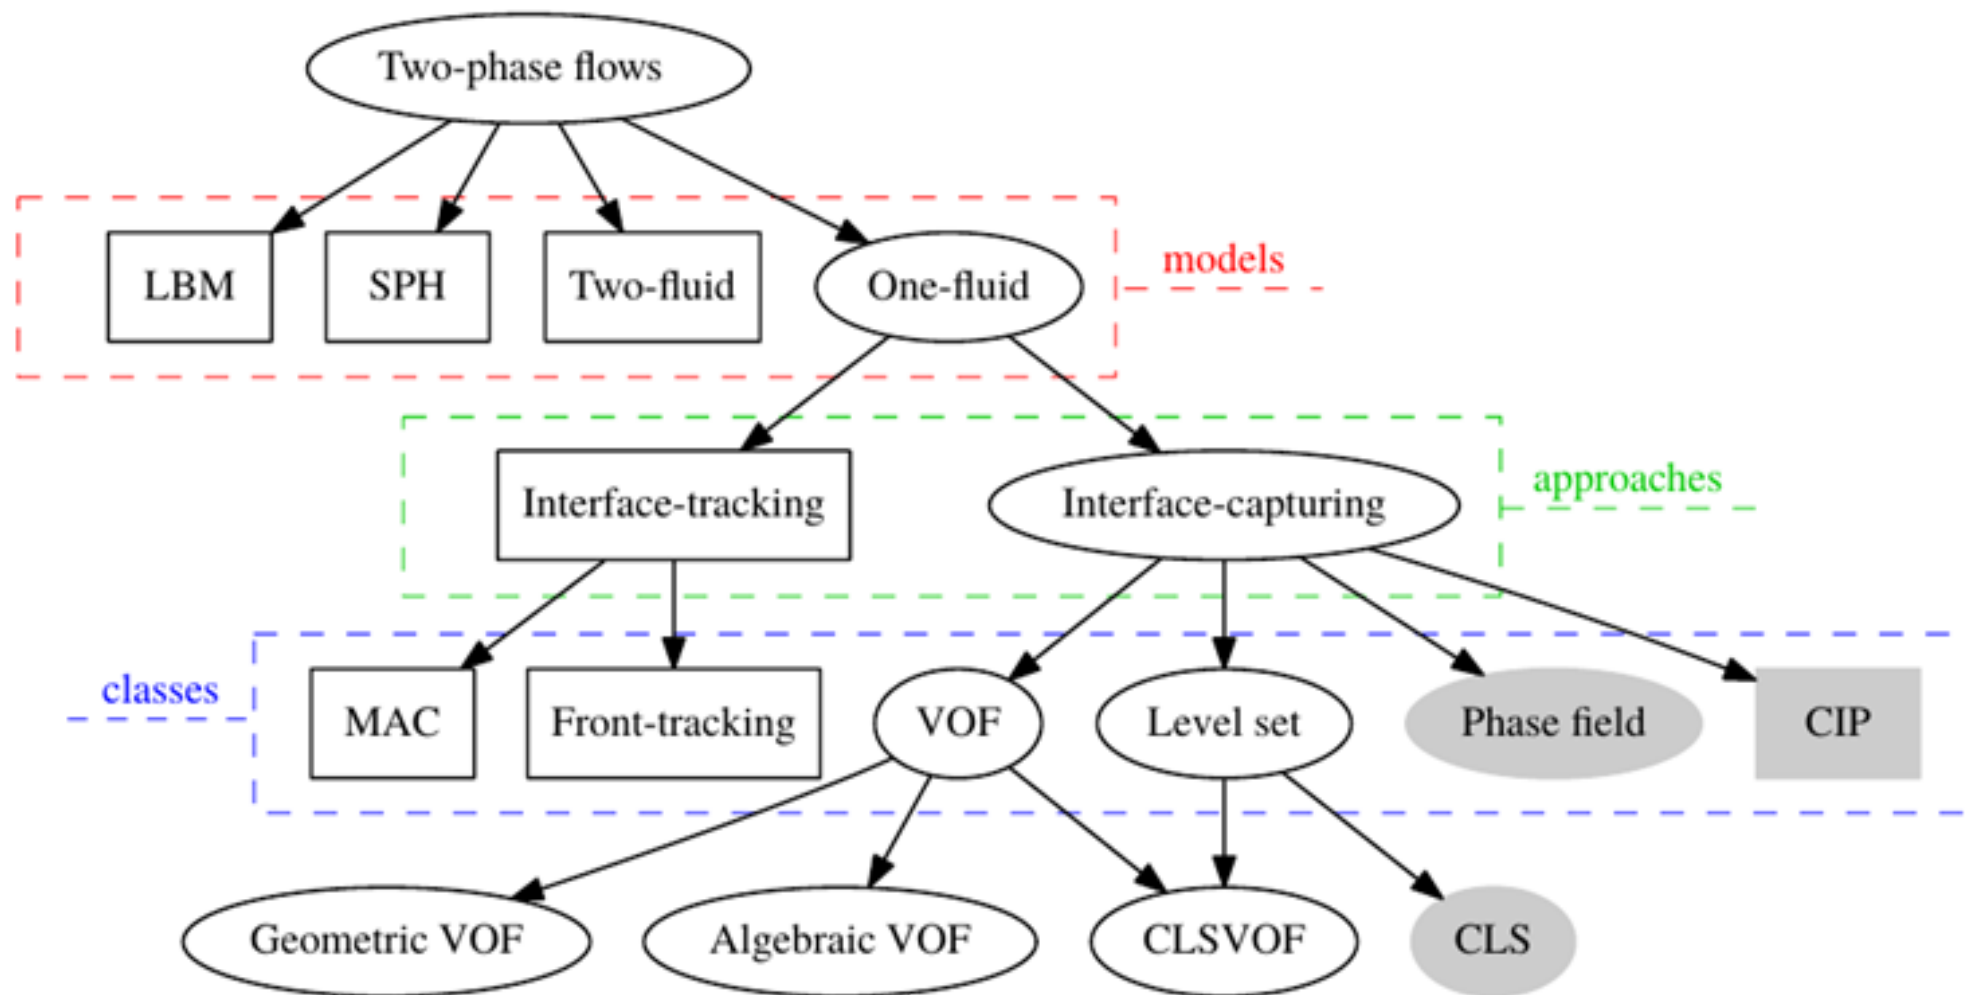 Two-phase flows
LBM
SPH
Two-fluid
One-fluid
models
Interface-tracking
Interface-capturing
approaches
classes
MAC
Front-tracking
VOF
Level set
Phase field
CIP
Geometric VOF
Algebraic VOF
CLSVOF
CLS